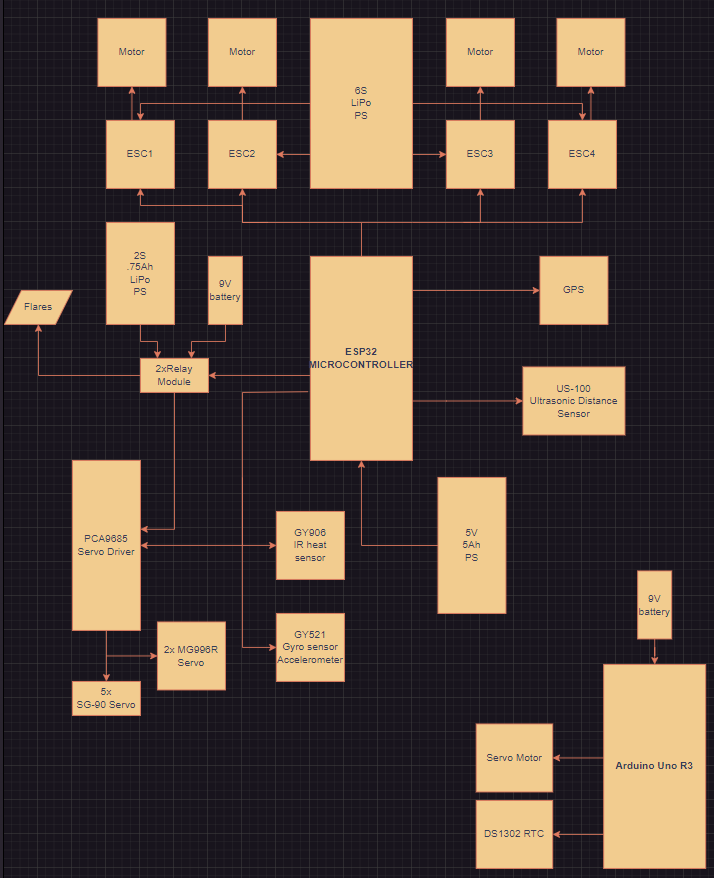 Motor
Motor
6S
LiPo
PS
Motor
Motor
ESC1
ESC2
ESC3
ESC4
2S
.75Ah
LiPo
PS
9V
battery
Flares
2xRelay
Module
ESP32
MICROCONTROLLER
GPS
US-100
Ultrasonic Distance
Sensor
PCA9685
Servo Driver
GY906
IR heat
sensor
5V
5Ah
PS
GY521
Gyro sensor
Accelerometer
2x MG996R
Servo
5x
SG-90 Servo
9V
battery
Servo Motor
Arduino Uno R3
DS1302 RTC